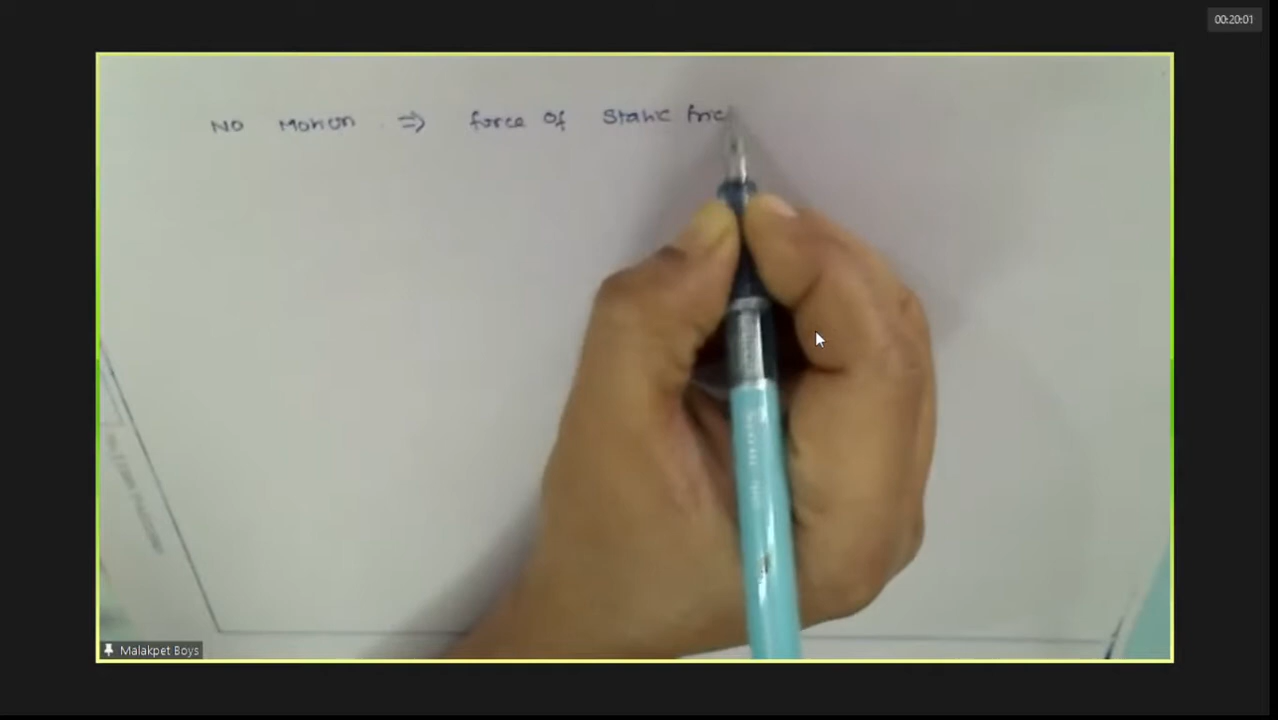 00:20:01
No Motion ⇒ force of Static fric
Malakpet Boys